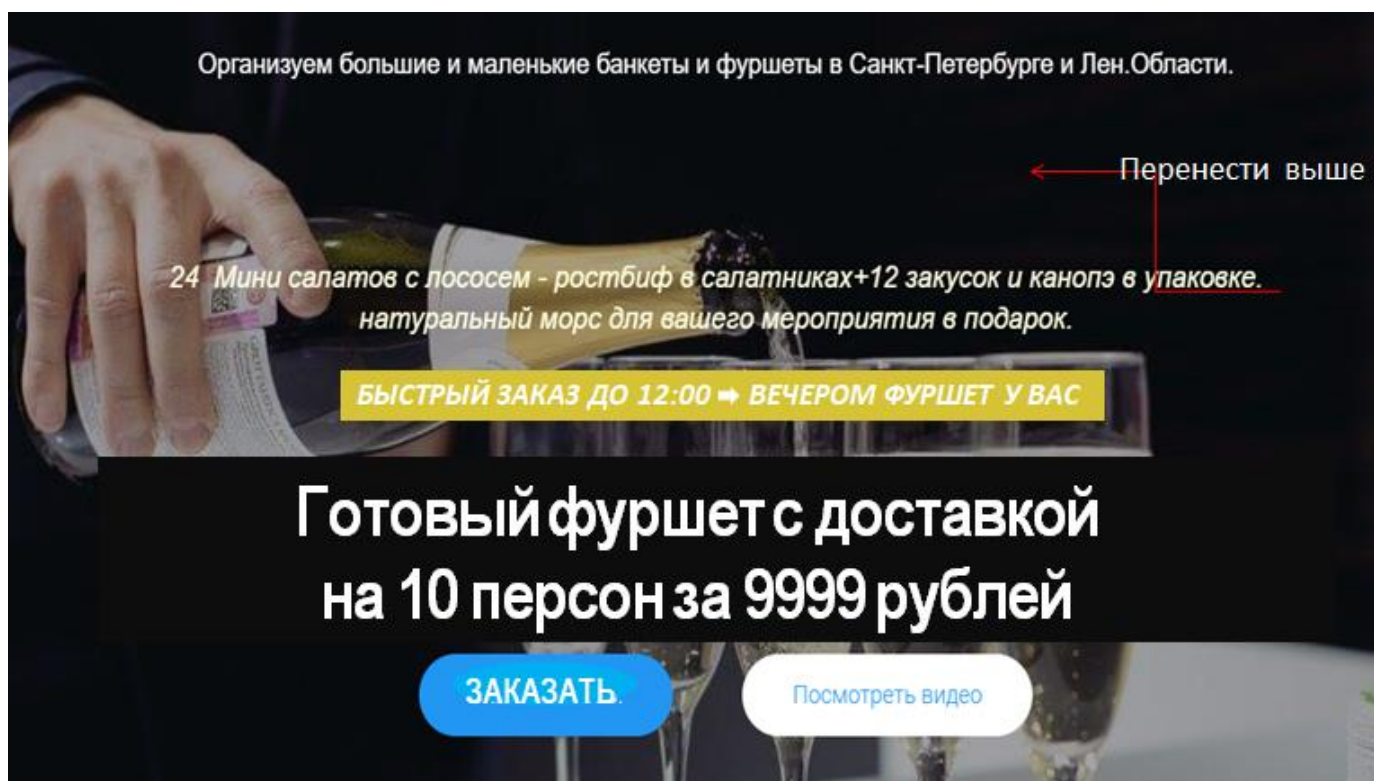 Организуем большие и маленькие банкеты и фуршеты в Санкт-Петербурге и Лен.Области.
Перенести выше
24 Мини салатов с лососем - ростбиф в салатниках+12 закусок и канопэ в упаковке.
натуральный морс для вашего мероприятия в подарок.
БЫСТРЫЙ ЗАКАЗ ДО 12:00 ➡ ВЕЧЕРОМ ФУРШЕТ У ВАС
Готовый фуршет с доставкой
на 10 персон за 9999 рублей
ЗАКАЗАТЬ.
Посмотреть видео